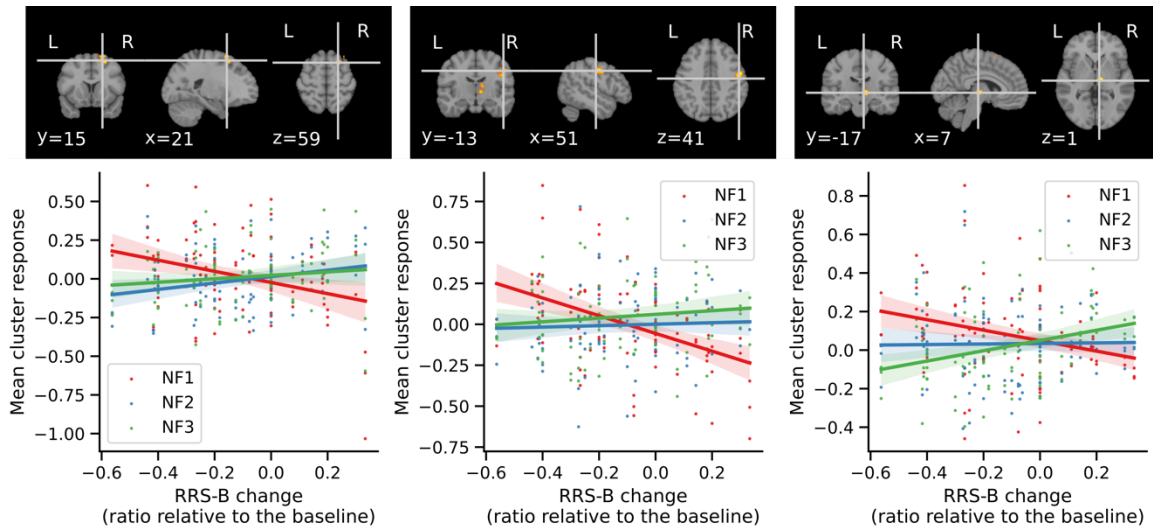 L R L R
y=15 x=21 z=59
L R L R
y=-13 x=51 z=41
L R L R
y=-17 x=7 z=1
Mean cluster response
0.50
0.25
0.00
−0.25
−0.50
−0.75
−1.00
NF1
NF2
NF3
−0.6 −0.4 −0.2 0.0 0.2
RRS-B change
(ratio relative to the baseline)
Mean cluster response
0.75
0.50
0.25
0.00
−0.25
−0.50
−0.75
NF1
NF2
NF3
−0.6 −0.4 −0.2 0.0 0.2
RRS-B change
(ratio relative to the baseline)
Mean cluster response
0.8
0.6
0.4
0.2
0.0
−0.2
−0.4
NF1
NF2
NF3
−0.6 −0.4 −0.2 0.0 0.2
RRS-B change
(ratio relative to the baseline)